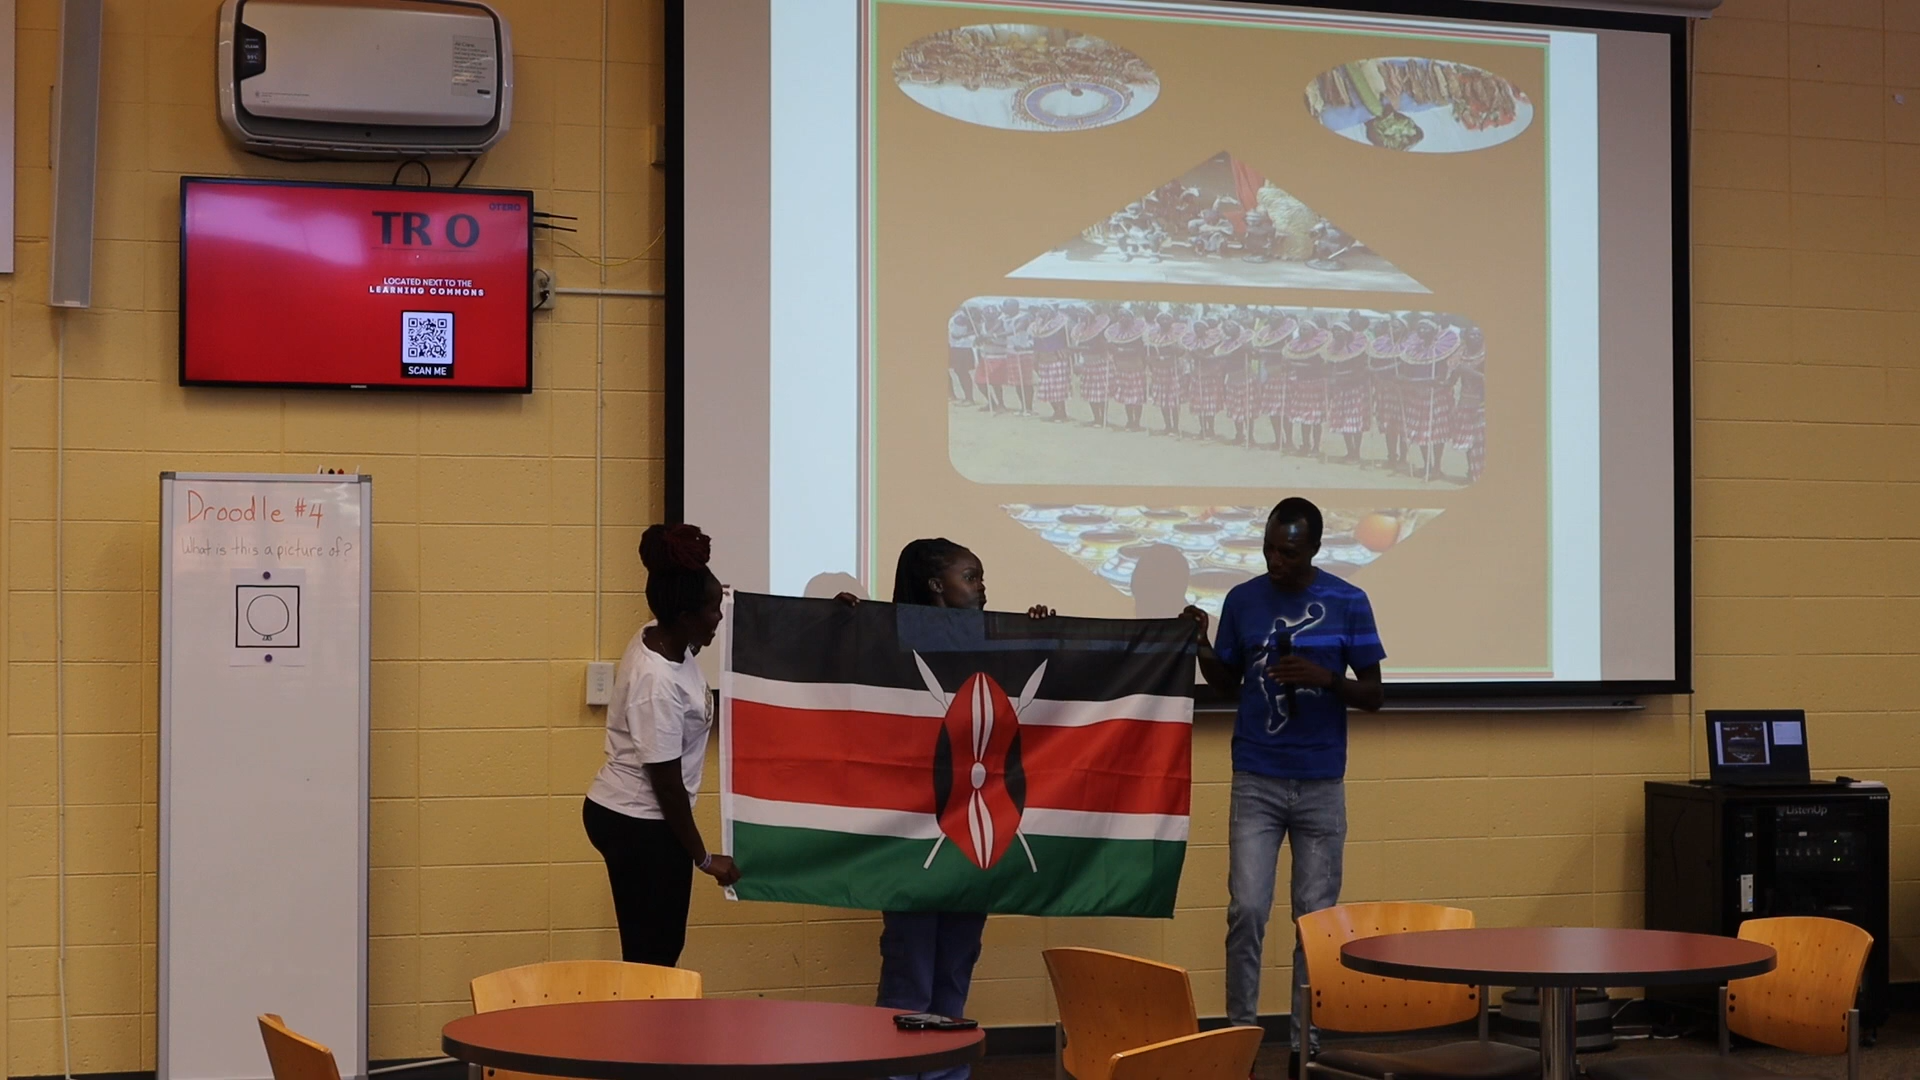 OTERO
TR O
LOCATED NEXT TO THE
LEARNING COMMONS
SCAN ME
Droodle #4
What is this a picture of?
ListenUp